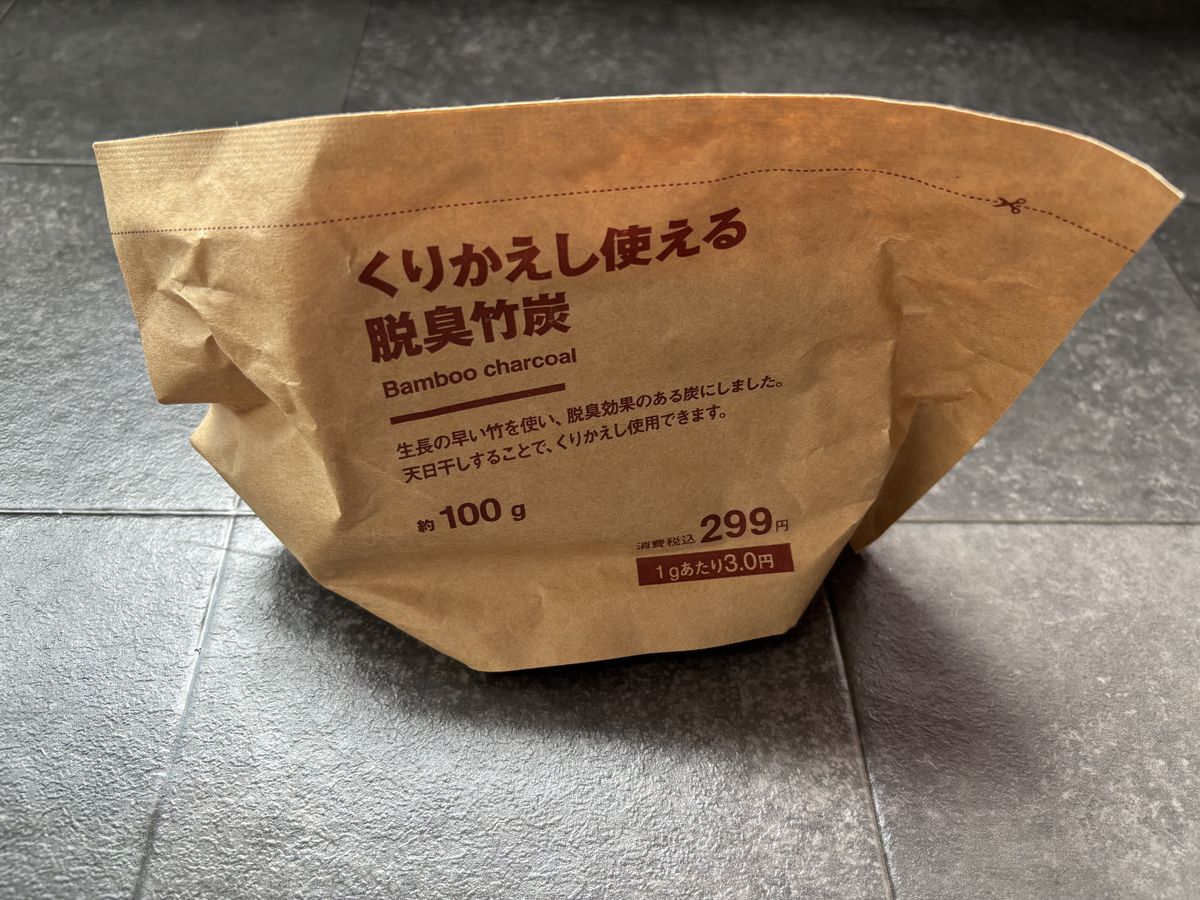 くりかえし使える
脱臭竹炭
Bamboo charcoal
生長の早い竹を使い、脱臭効果のある炭にしました。
天日干しすることで、くりかえし使用できます。
約100 g
消費税込 299円
1gあたり3.0円